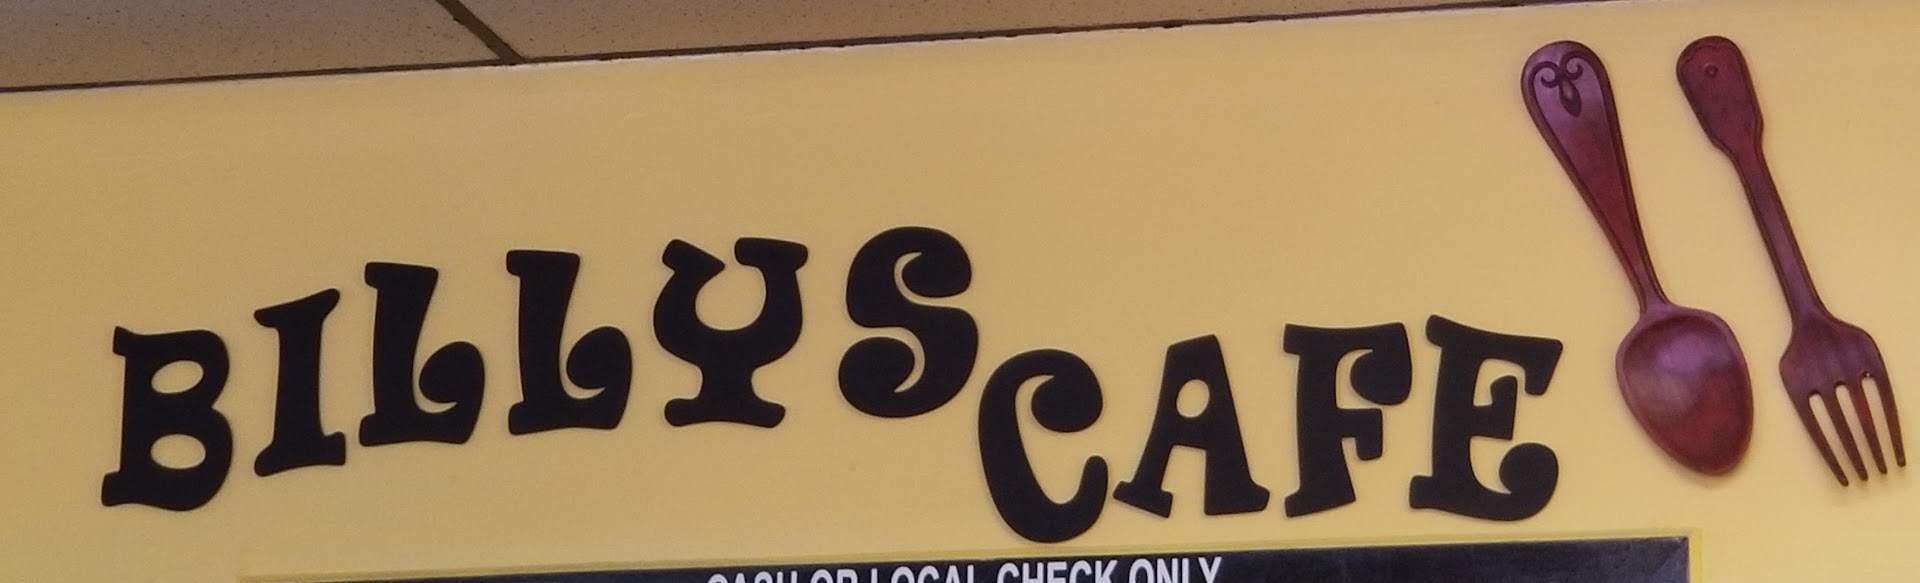 BILLYS CAFE
CASH OR LOCAL CHECK ONLY